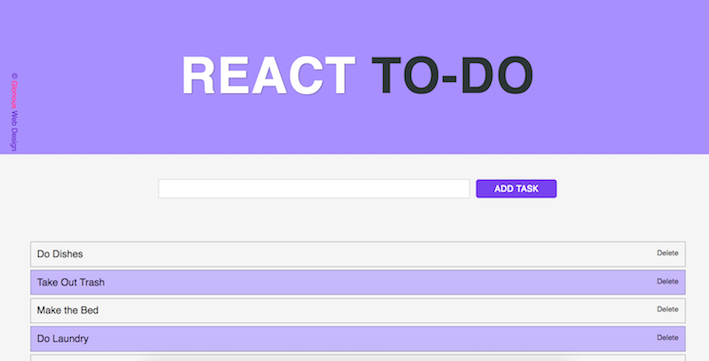 REACT TO-DO
Web Design
ADD TASK
Do Dishes Delete
Take Out Trash Delete
Make the Bed Delete
Do Laundry Delete